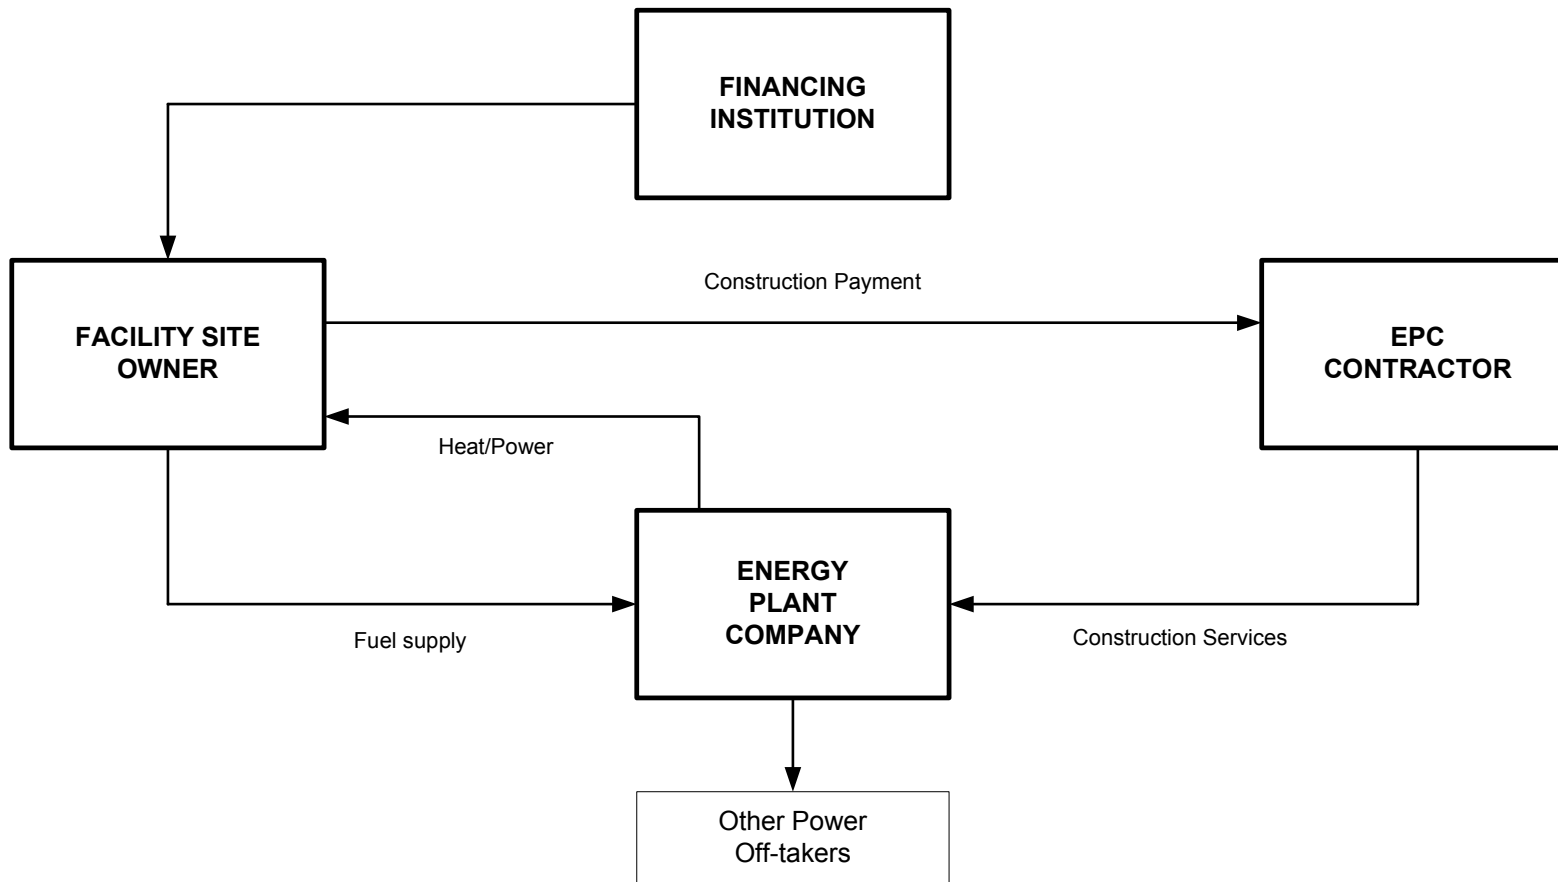 FINANCING
INSTITUTION
Construction Payment
FACILITY SITE
OWNER
EPC
CONTRACTOR
Heat/Power
ENERGY
PLANT
COMPANY
Fuel supply
Construction Services
Other Power
Off-takers